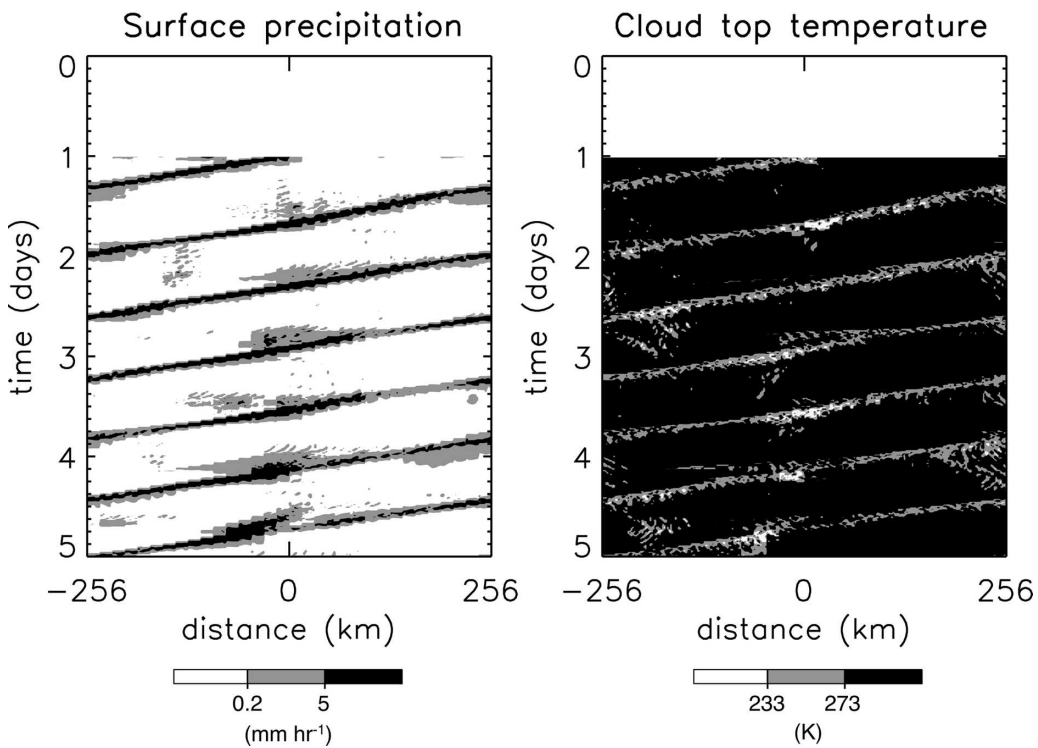 Surface precipitation
0
1
2
3
4
5
time (days)
-256 0 256
distance (km)
0.2 5
(mm hr⁻¹)
Cloud top temperature
0
1
2
3
4
5
time (days)
-256 0 256
distance (km)
233 273
(K)